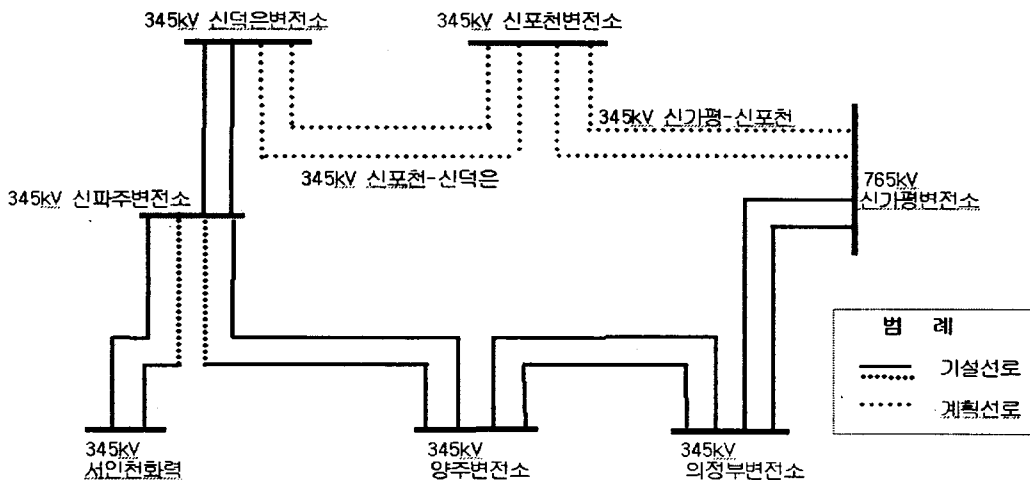 345kV 신덕은변전소
345kV 신포천변전소
345kV 신가평-신포천
345kV 신포천-신덕은
345kV 신파주변전소
765kV
신가평변전소
범 례
기설선로
계획선로
345kV
서인천화력
345kV
양주변전소
345kV
의정부변전소